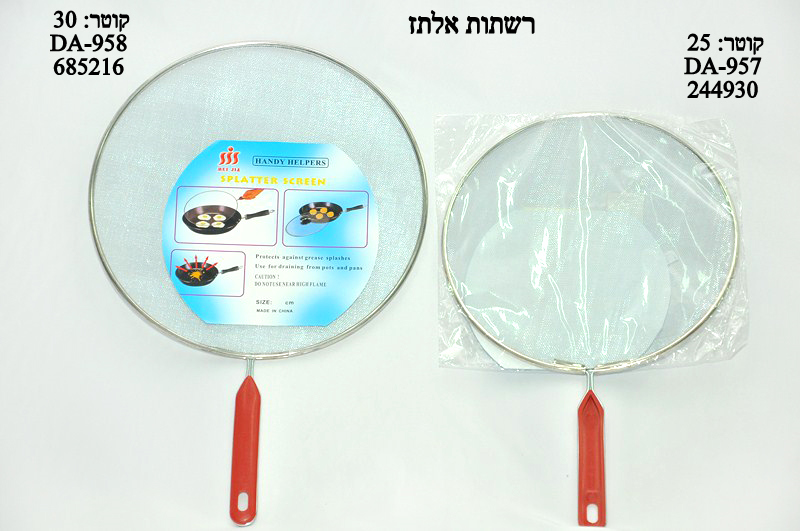 רשתות אלתז
קוטר: 30
DA-958
685216
קוטר: 25
DA-957
244930
SIS
HANDY HELPERS
SPLATTER SCREEN
Protects against grease splashes
Use for draining from pots and pans
CAUTION!
DO NOT USE NEAR HIGH FLAME
SIZE: cm
MADE IN CHINA